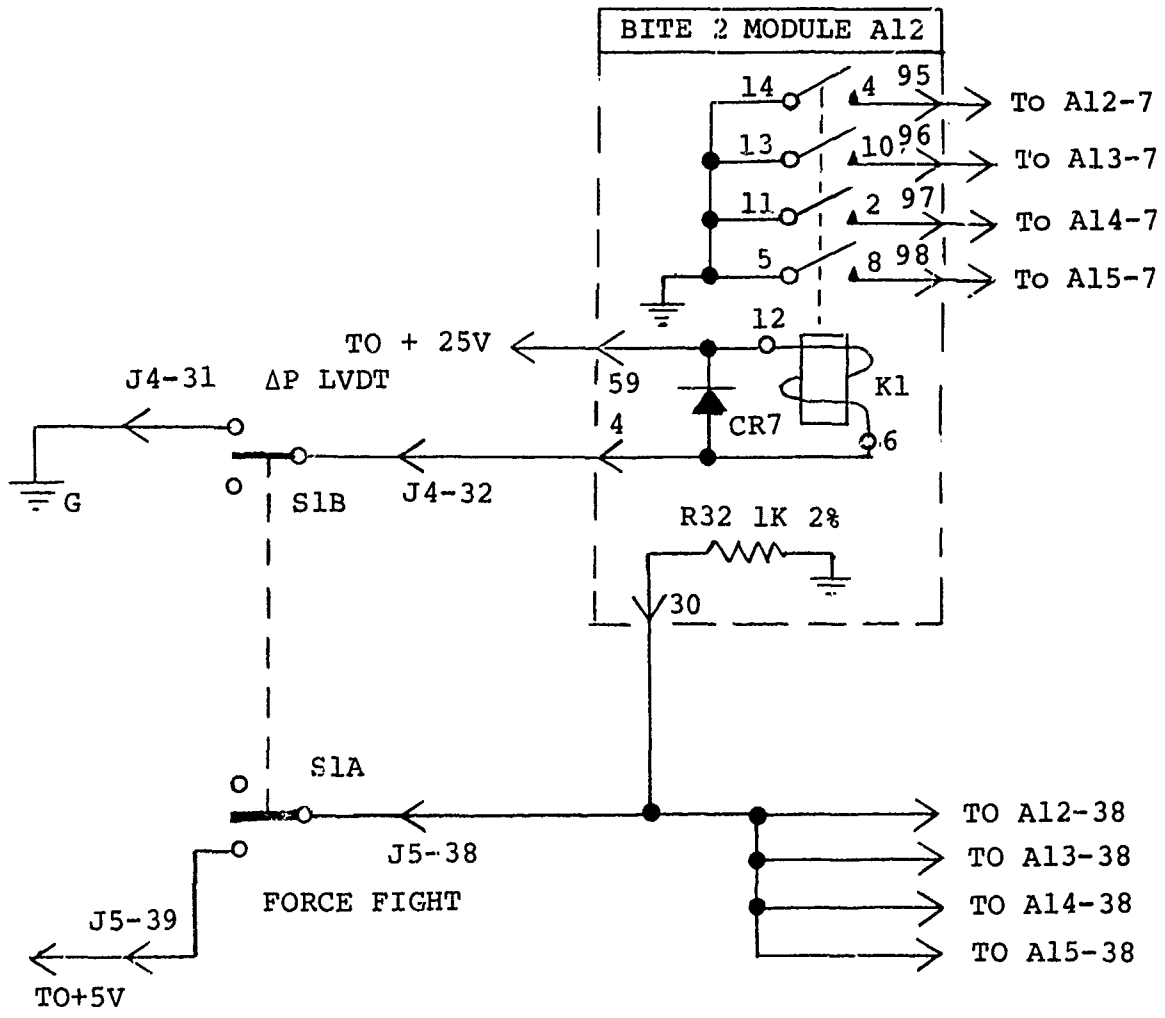 BITE 2 MODULE A12
14 4 95 TO A12-7
13 10 96 TO A13-7
11 2 97 TO A14-7
5 8 98 TO A15-7
12
TO + 25V
J4-31 ΔP LVDT
59 K1
4 CR7
6
G S1B J4-32
R32 1K 2%
30
S1A
TO A12-38
J5-38 TO A13-38
FORCE FIGHT TO A14-38
J5-39
TO A15-38
TO+5V